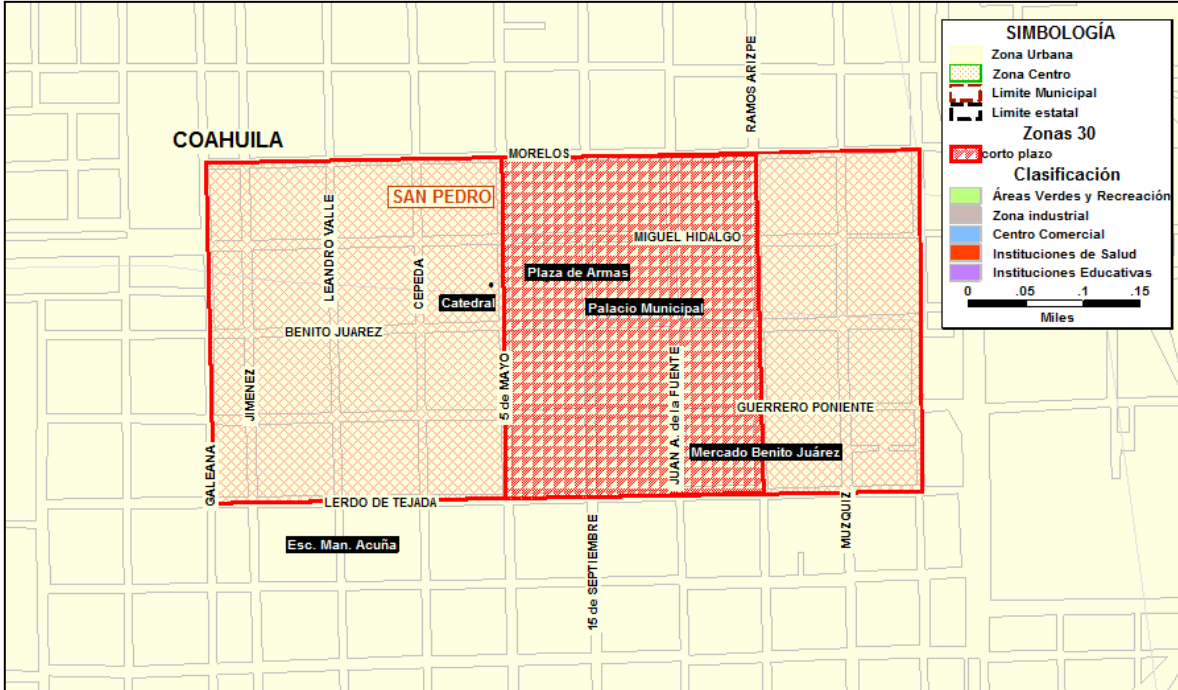 SIMBOLOGÍA
Zona Urbana
Zona Centro
Limite Municipal
Limite estatal
Zonas 30
corto plazo
Clasificación
Áreas Verdes y Recreación
Zona industrial
Centro Comercial
Instituciones de Salud
Instituciones Educativas
0 .05 .1 .15
Miles
RAMOS ARIZPE
COAHUILA
MORELOS
SAN PEDRO
LEANDRO VALLE
MIGUEL HIDALGO
CEPEDA
Plaza de Armas
Catedral
Palacio Municipal
BENITO JUAREZ
5 de MAYO
JIMENEZ
JUAN A. de la FUENTE
GUERRERO PONIENTE
Mercado Benito Juárez
GALEANA
LERDO DE TEJADA
MUZQUIZ
15 de SEPTIEMBRE
Esc. Man. Acuña